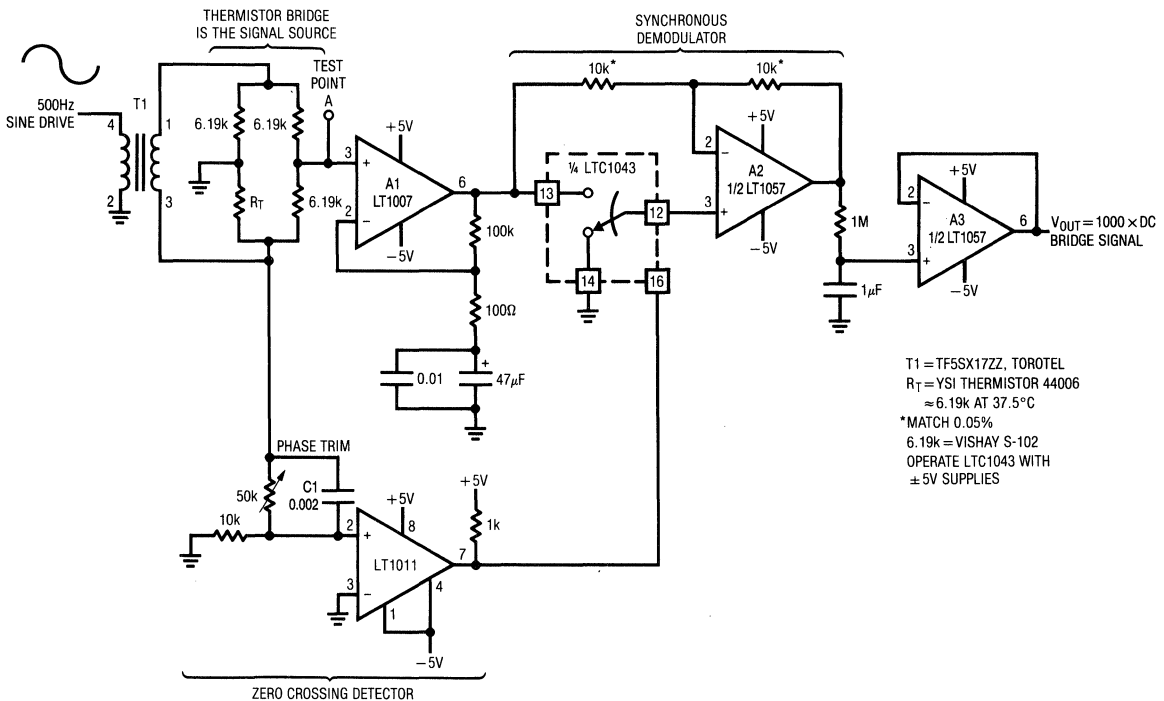 THERMISTOR BRIDGE
IS THE SIGNAL SOURCE
SYNCHRONOUS
DEMODULATOR
500Hz
SINE DRIVE
T1
4
2
1
3
6.19k
6.19k
RT
6.19k
TEST
POINT
A
3
+
2
−
A1
LT1007
+5V
−5V
6
100k
100Ω
0.01
+
47µF
10k*
10k*
¼ LTC1043
13
12
14
16
2
−
3
+
+5V
A2
1/2 LT1057
−5V
1M
1µF
2
−
3
+
+5V
A3
1/2 LT1057
−5V
6
VOUT=1000×DC
BRIDGE SIGNAL
T1=TF5SX17ZZ, TOROTEL
RT=YSI THERMISTOR 44006
≈6.19k AT 37.5°C
*MATCH 0.05%
6.19k=VISHAY S-102
OPERATE LTC1043 WITH
±5V SUPPLIES
PHASE TRIM
50k
C1
0.002
10k
2
+
3
−
+5V
8
LT1011
7
4
1
−5V
+5V
1k
ZERO CROSSING DETECTOR